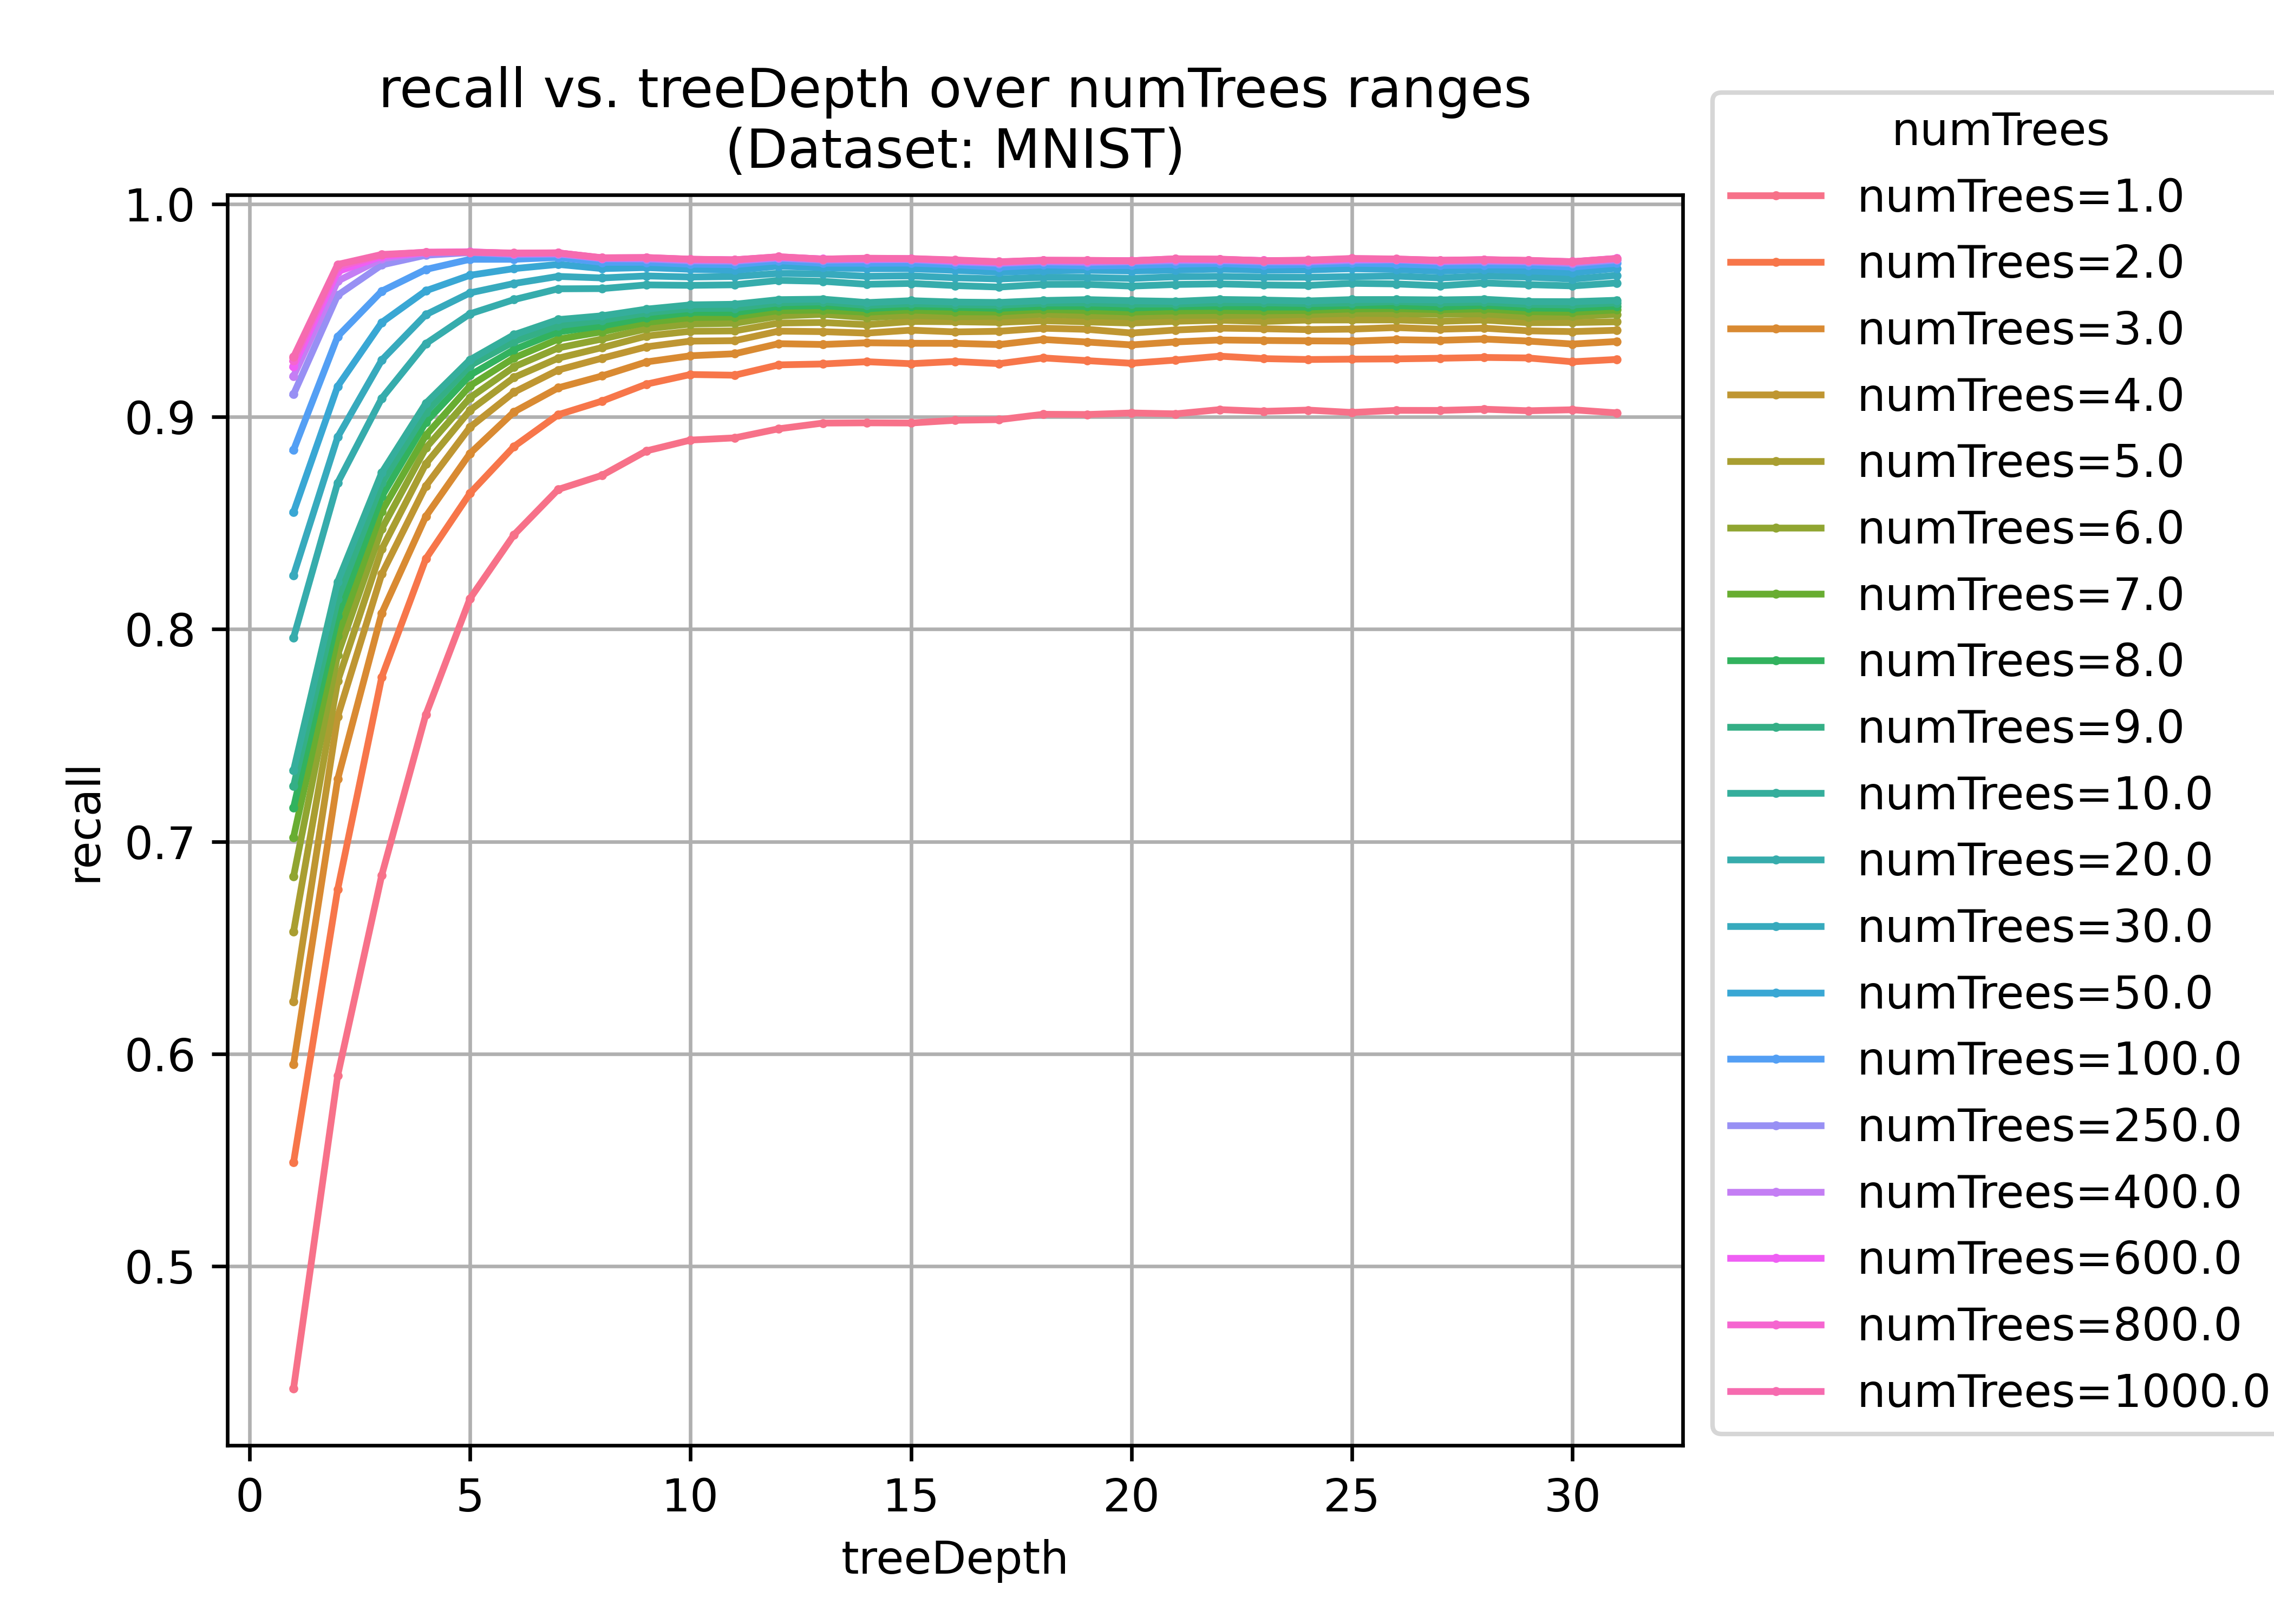 recall vs. treeDepth over numTrees ranges
(Dataset: MNIST)
1.0
0.9
0.8
0.7
0.6
0.5
recall
0
5
10
15
20
25
30
treeDepth
numTrees
numTrees=1.0
numTrees=2.0
numTrees=3.0
numTrees=4.0
numTrees=5.0
numTrees=6.0
numTrees=7.0
numTrees=8.0
numTrees=9.0
numTrees=10.0
numTrees=20.0
numTrees=30.0
numTrees=50.0
numTrees=100.0
numTrees=250.0
numTrees=400.0
numTrees=600.0
numTrees=800.0
numTrees=1000.0